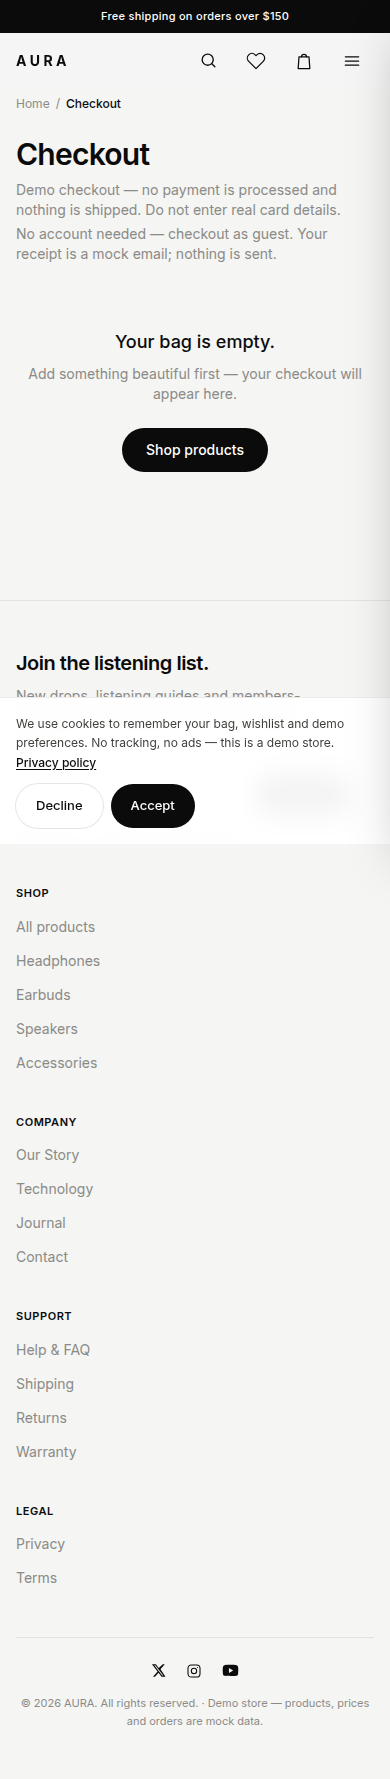 Free shipping on orders over $150
AURA
Home / Checkout
Checkout
Demo checkout — no payment is processed and
nothing is shipped. Do not enter real card details.
No account needed — checkout as guest. Your
receipt is a mock email; nothing is sent.
Your bag is empty.
Add something beautiful first — your checkout will
appear here.
Shop products
Join the listening list.
New drops, listening guides and members-
We use cookies to remember your bag, wishlist and demo
preferences. No tracking, no ads — this is a demo store.
Privacy policy
Decline
Accept
SHOP
All products
Headphones
Earbuds
Speakers
Accessories
COMPANY
Our Story
Technology
Journal
Contact
SUPPORT
Help & FAQ
Shipping
Returns
Warranty
LEGAL
Privacy
Terms
© 2026 AURA. All rights reserved. · Demo store — products, prices
and orders are mock data.